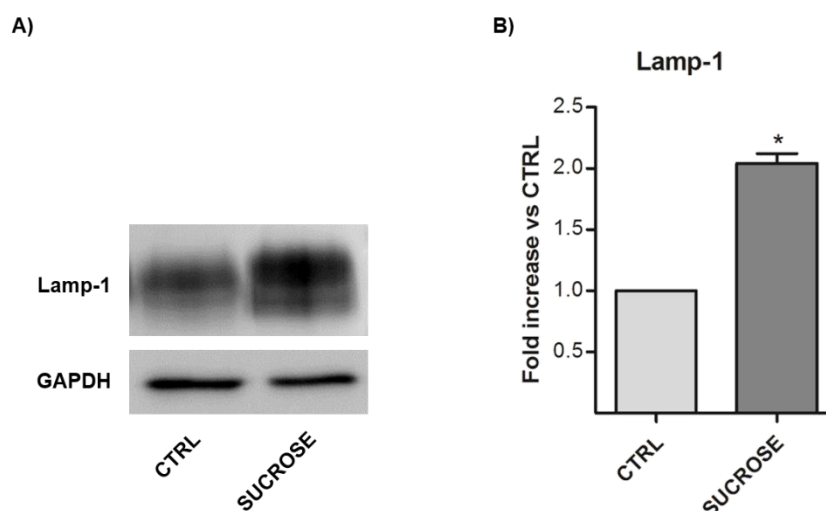 A)
Lamp-1
GAPDH
CTRL
SUCROSE
B)
Lamp-1
Fold increase vs CTRL
2.5
2.0
1.5
1.0
0.5
*
CTRL
SUCROSE